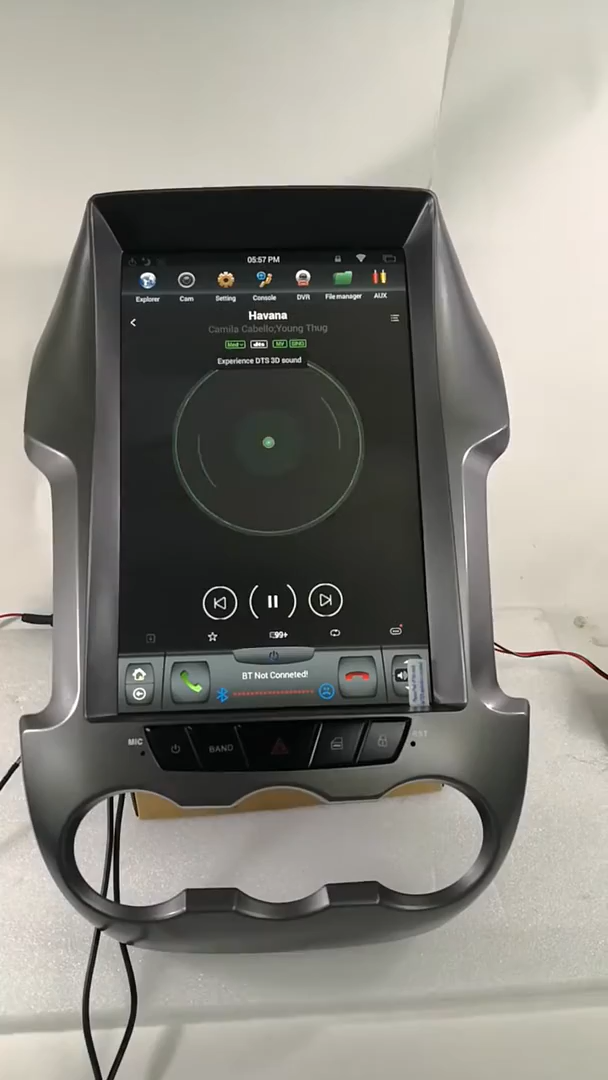 05:57 PM
Explorer Cam Setting Console DVR File manager AUX
Havana
Camila Cabello;Young Thug
Experience DTS 3D sound
99+
BT Not Conneted!
MIC BAND RST